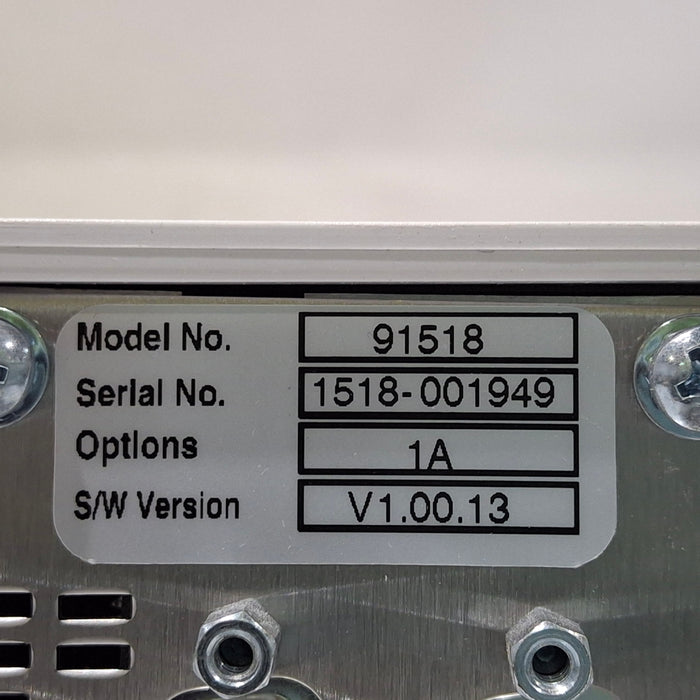 Model No. 91518
Serial No. 1518-001949
Options 1A
S/W Version V1.00.13